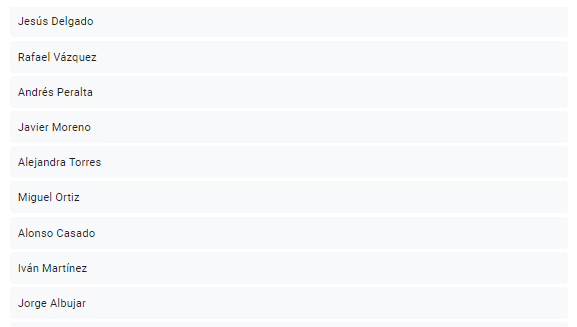 Jesús Delgado
Rafael Vázquez
Andrés Peralta
Javier Moreno
Alejandra Torres
Miguel Ortiz
Alonso Casado
Iván Martínez
Jorge Albujar